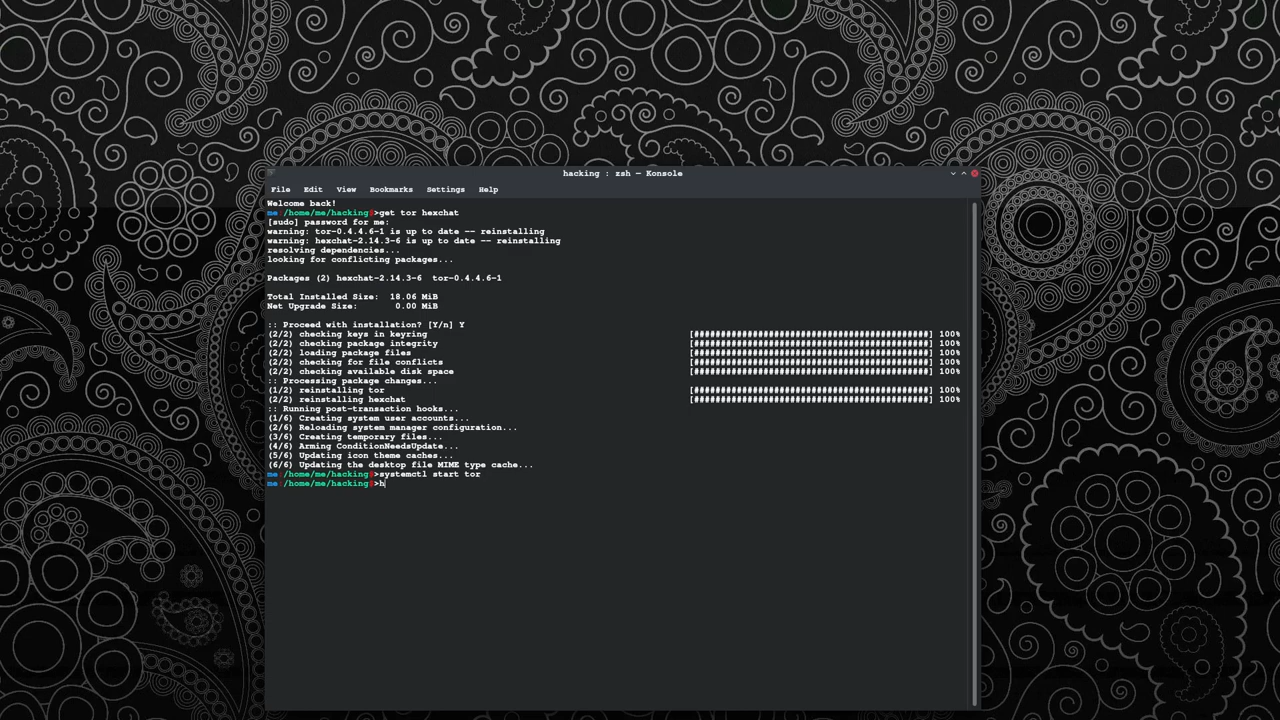 hacking : zsh — Konsole
File Edit View Bookmarks Settings Help
Welcome back!
me|/home/me/hacking|>get tor hexchat
[sudo] password for me:
warning: tor-0.4.4.6-1 is up to date -- reinstalling
warning: hexchat-2.14.3-6 is up to date -- reinstalling
resolving dependencies...
looking for conflicting packages...
Packages (2) hexchat-2.14.3-6  tor-0.4.4.6-1
Total Installed Size:  18.06 MiB
Net Upgrade Size:       0.00 MiB
:: Proceed with installation? [Y/n] Y
(2/2) checking keys in keyring [############################################] 100%
(2/2) checking package integrity [############################################] 100%
(2/2) loading package files [############################################] 100%
(2/2) checking for file conflicts [############################################] 100%
(2/2) checking available disk space [############################################] 100%
:: Processing package changes...
(1/2) reinstalling tor [############################################] 100%
(2/2) reinstalling hexchat [############################################] 100%
:: Running post-transaction hooks...
(1/6) Creating system user accounts...
(2/6) Reloading system manager configuration...
(3/6) Creating temporary files...
(4/6) Arming ConditionNeedsUpdate...
(5/6) Updating icon theme caches...
(6/6) Updating the desktop file MIME type cache...
me|/home/me/hacking|>systemctl start tor
me|/home/me/hacking|>h